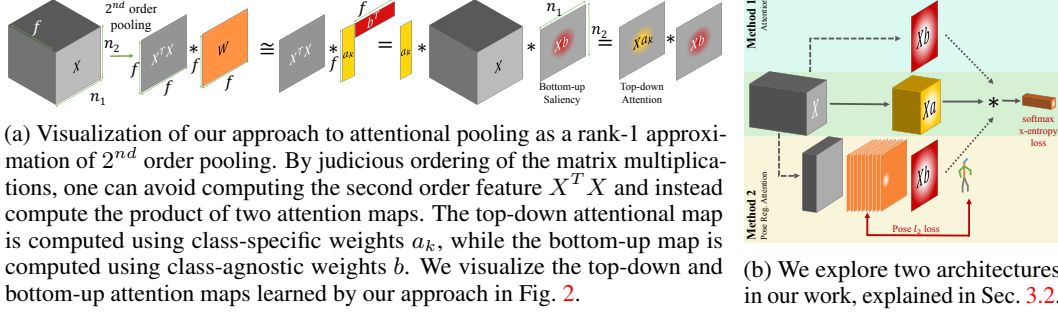 f
n₂
n₁
X
2ⁿᵈ order
pooling
f
XᵀX
f
*
W
f
≅
XᵀX
*
f
aₖ
f
bᵀ
=
aₖ
*
X
*
n₁
n₂
Xb
Bottom-up
Saliency
=
Xaₖ
Top-down
Attention
*
Xb
(a) Visualization of our approach to attentional pooling as a rank-1 approxi-
mation of 2ⁿᵈ order pooling. By judicious ordering of the matrix multiplica-
tions, one can avoid computing the second order feature XᵀX and instead
compute the product of two attention maps. The top-down attentional map
is computed using class-specific weights aₖ, while the bottom-up map is
computed using class-agnostic weights b. We visualize the top-down and
bottom-up attention maps learned by our approach in Fig. 2.
Method 1
Attention
Xb
X
Xa
*
softmax
x-entropy
loss
Method 2
Pose Reg. Attention
Xb
Pose l₂ loss
(b) We explore two architectures
in our work, explained in Sec. 3.2.